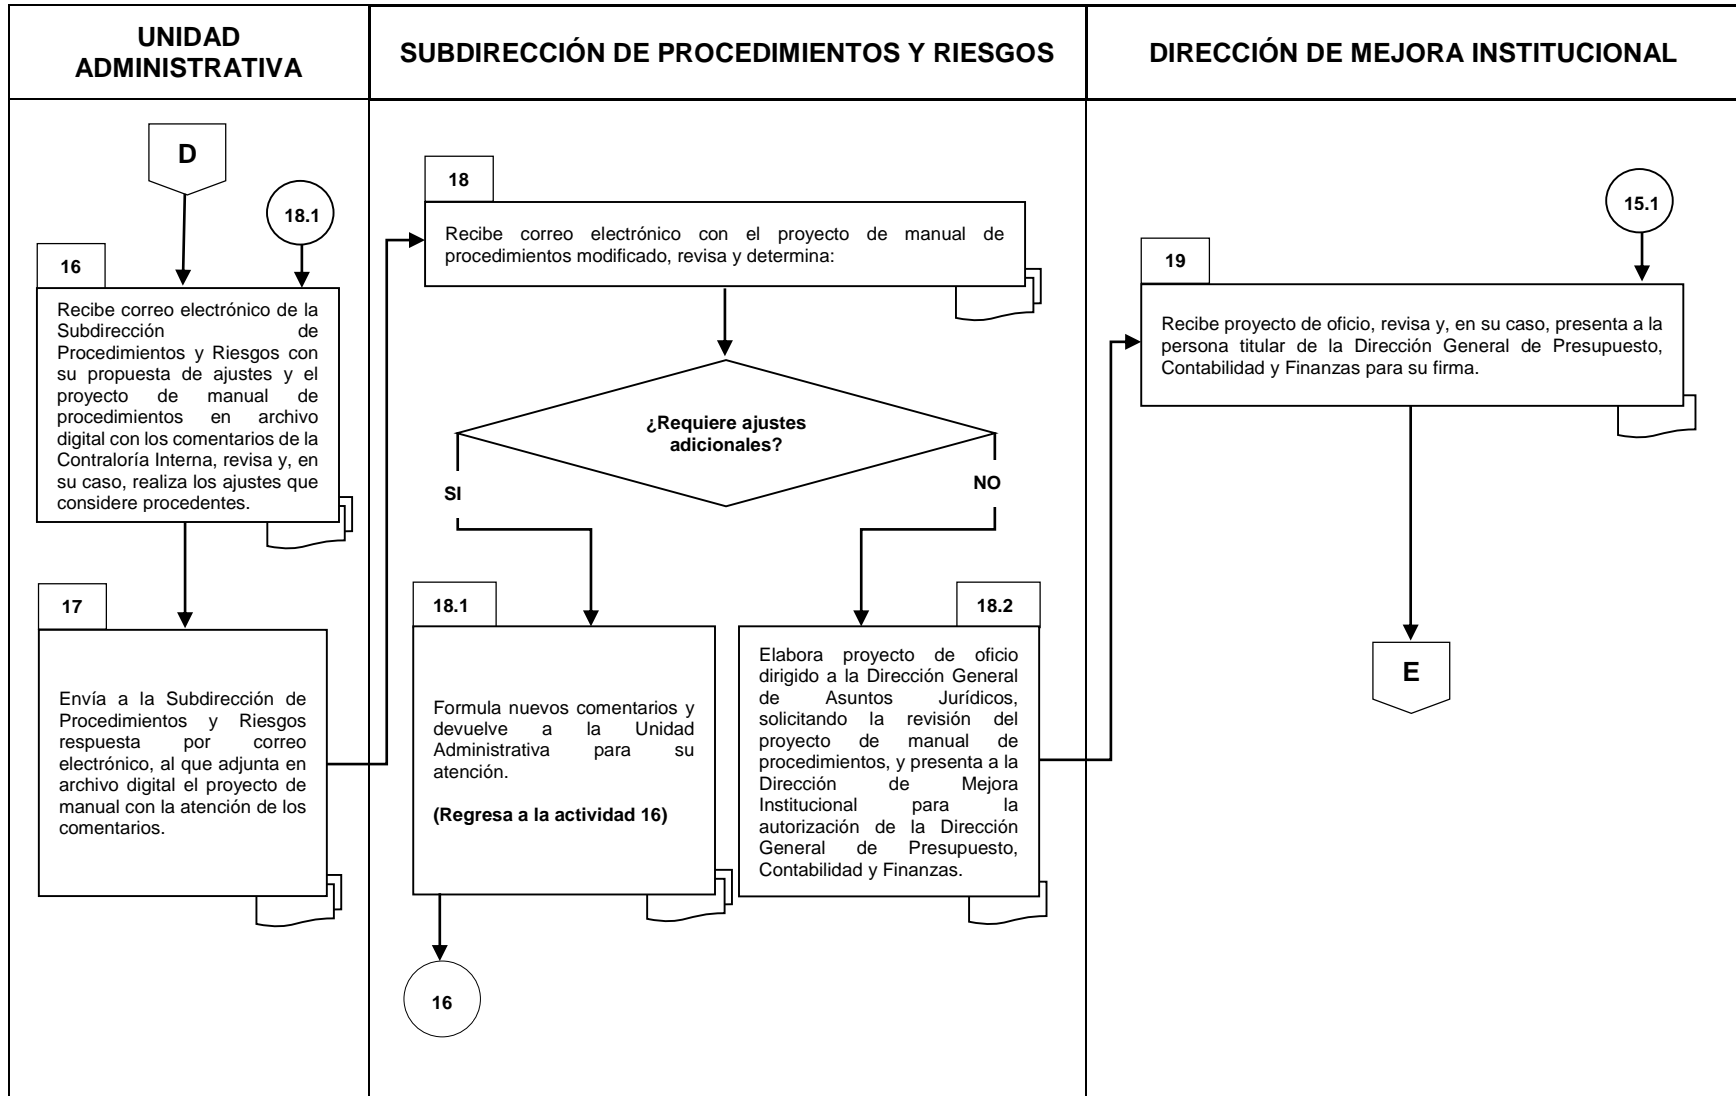 UNIDAD
ADMINISTRATIVA
SUBDIRECCIÓN DE PROCEDIMIENTOS Y RIESGOS
DIRECCIÓN DE MEJORA INSTITUCIONAL
D
18.1
16
Recibe correo electrónico de la
Subdirección de
Procedimientos y Riesgos con
su propuesta de ajustes y el
proyecto de manual de
procedimientos en archivo
digital con los comentarios de la
Contraloría Interna, revisa y, en
su caso, realiza los ajustes que
considere procedentes.
17
Envía a la Subdirección de
Procedimientos y Riesgos
respuesta por correo
electrónico, al que adjunta en
archivo digital el proyecto de
manual con la atención de los
comentarios.
18
Recibe correo electrónico con el proyecto de manual de
procedimientos modificado, revisa y determina:
¿Requiere ajustes
adicionales?
SI
NO
18.1
Formula nuevos comentarios y
devuelve a la Unidad
Administrativa para su
atención.
(Regresa a la actividad 16)
16
18.2
Elabora proyecto de oficio
dirigido a la Dirección General
de Asuntos Jurídicos,
solicitando la revisión del
proyecto de manual de
procedimientos, y presenta a la
Dirección de Mejora
Institucional para la
autorización de la Dirección
General de Presupuesto,
Contabilidad y Finanzas.
15.1
19
Recibe proyecto de oficio, revisa y, en su caso, presenta a la
persona titular de la Dirección General de Presupuesto,
Contabilidad y Finanzas para su firma.
E